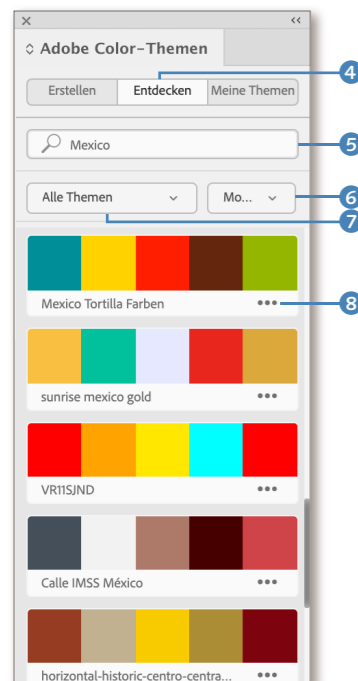 Adobe Color-Themen
Erstellen Entdecken Meine Themen
4
Mexico
5
Alle Themen Mo...
6
7
Mexico Tortilla Farben
8
sunrise mexico gold
VR11SJND
Calle IMSS México
horizontal-historic-centro-centra...